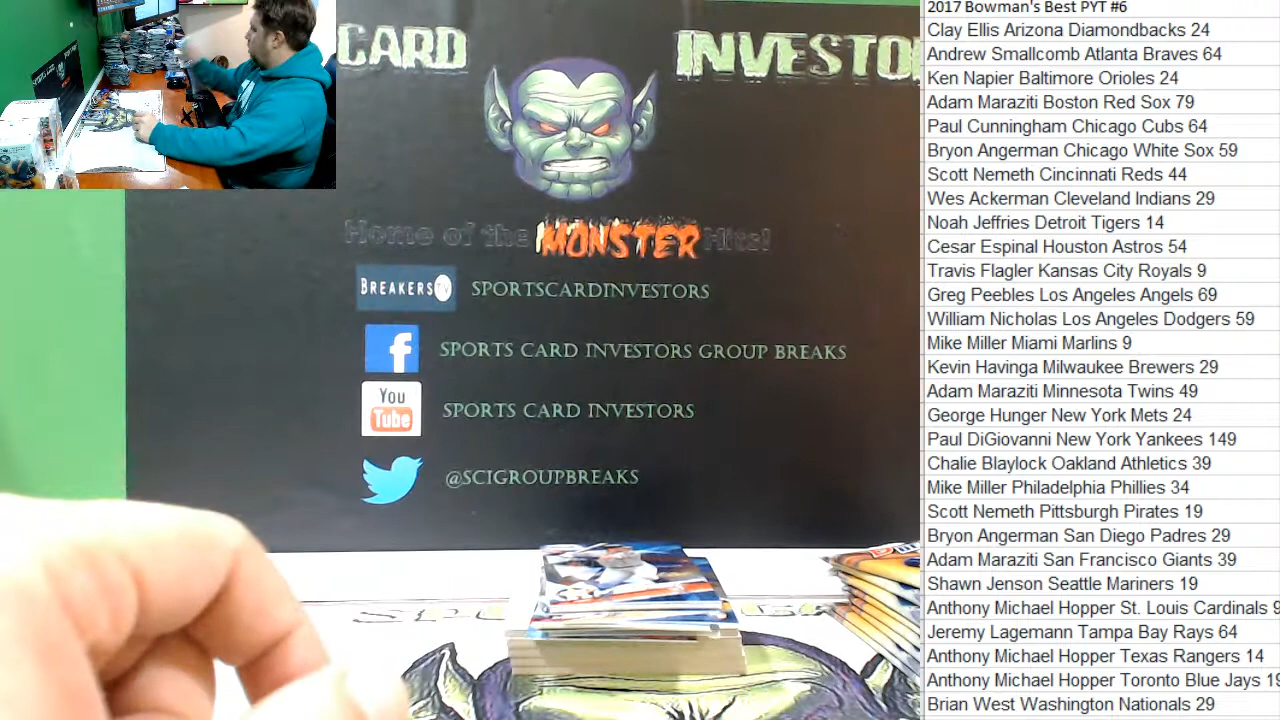 CARD INVESTO
Home of the MONSTER Hits!
BREAKERSTV SPORTSCARDINVESTORS
f SPORTS CARD INVESTORS GROUP BREAKS
You Tube SPORTS CARD INVESTORS
@SCIGROUPBREAKS
2017 Bowman's Best PYT #6
Clay Ellis Arizona Diamondbacks 24
Andrew Smallcomb Atlanta Braves 64
Ken Napier Baltimore Orioles 24
Adam Maraziti Boston Red Sox 79
Paul Cunningham Chicago Cubs 64
Bryon Angerman Chicago White Sox 59
Scott Nemeth Cincinnati Reds 44
Wes Ackerman Cleveland Indians 29
Noah Jeffries Detroit Tigers 14
Cesar Espinal Houston Astros 54
Travis Flagler Kansas City Royals 9
Greg Peebles Los Angeles Angels 69
William Nicholas Los Angeles Dodgers 59
Mike Miller Miami Marlins 9
Kevin Havinga Milwaukee Brewers 29
Adam Maraziti Minnesota Twins 49
George Hunger New York Mets 24
Paul DiGiovanni New York Yankees 149
Chalie Blaylock Oakland Athletics 39
Mike Miller Philadelphia Phillies 34
Scott Nemeth Pittsburgh Pirates 19
Bryon Angerman San Diego Padres 29
Adam Maraziti San Francisco Giants 39
Shawn Jenson Seattle Mariners 19
Anthony Michael Hopper St. Louis Cardinals
Jeremy Lagemann Tampa Bay Rays 64
Anthony Michael Hopper Texas Rangers 14
Anthony Michael Hopper Toronto Blue Jays 19
Brian West Washington Nationals 29